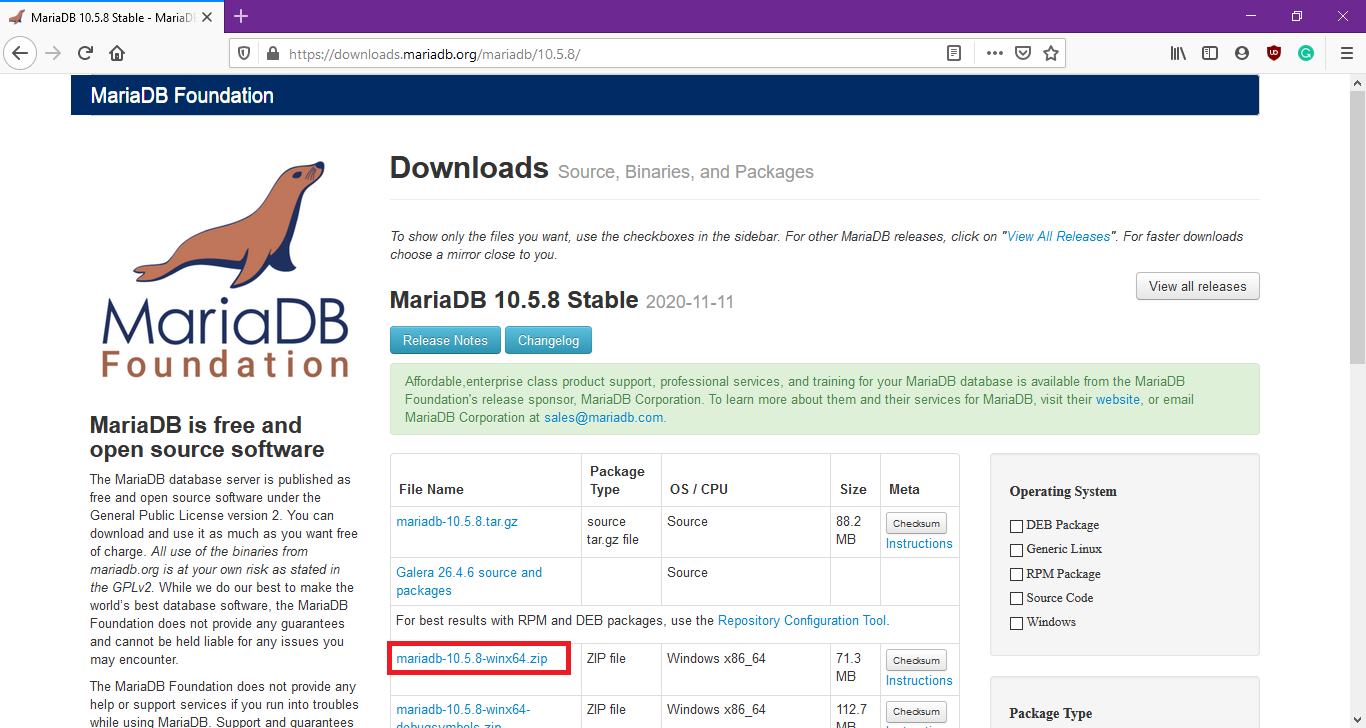 MariaDB 10.5.8 Stable - MariaD
https://downloads.mariadb.org/mariadb/10.5.8/
MariaDB Foundation
MariaDB
Foundation
MariaDB is free and
open source software
The MariaDB database server is published as
free and open source software under the
General Public License version 2. You can
download and use it as much as you want free
of charge. All use of the binaries from
mariadb.org is at your own risk as stated in
the GPLv2. While we do our best to make the
world's best database software, the MariaDB
Foundation does not provide any guarantees
and cannot be held liable for any issues you
may encounter.
The MariaDB Foundation does not provide any
help or support services if you run into troubles
while using MariaDB. Support and guarantees
Downloads Source, Binaries, and Packages
To show only the files you want, use the checkboxes in the sidebar. For other MariaDB releases, click on "View All Releases". For faster downloads
choose a mirror close to you.
View all releases
MariaDB 10.5.8 Stable 2020-11-11
Release Notes Changelog
Affordable,enterprise class product support, professional services, and training for your MariaDB database is available from the MariaDB
Foundation's release sponsor, MariaDB Corporation. To learn more about them and their services for MariaDB, visit their website, or email
MariaDB Corporation at sales@mariadb.com.
File Name Package Type OS / CPU Size Meta
mariadb-10.5.8.tar.gz source tar.gz file Source 88.2 MB Checksum
Instructions
Galera 26.4.6 source and Source
packages
For best results with RPM and DEB packages, use the Repository Configuration Tool.
mariadb-10.5.8-winx64.zip ZIP file Windows x86_64 71.3 MB Checksum
Instructions
mariadb-10.5.8-winx64- ZIP file Windows x86_64 112.7 MB Checksum
debugsymbols.zip
Operating System
DEB Package
Generic Linux
RPM Package
Source Code
Windows
Package Type